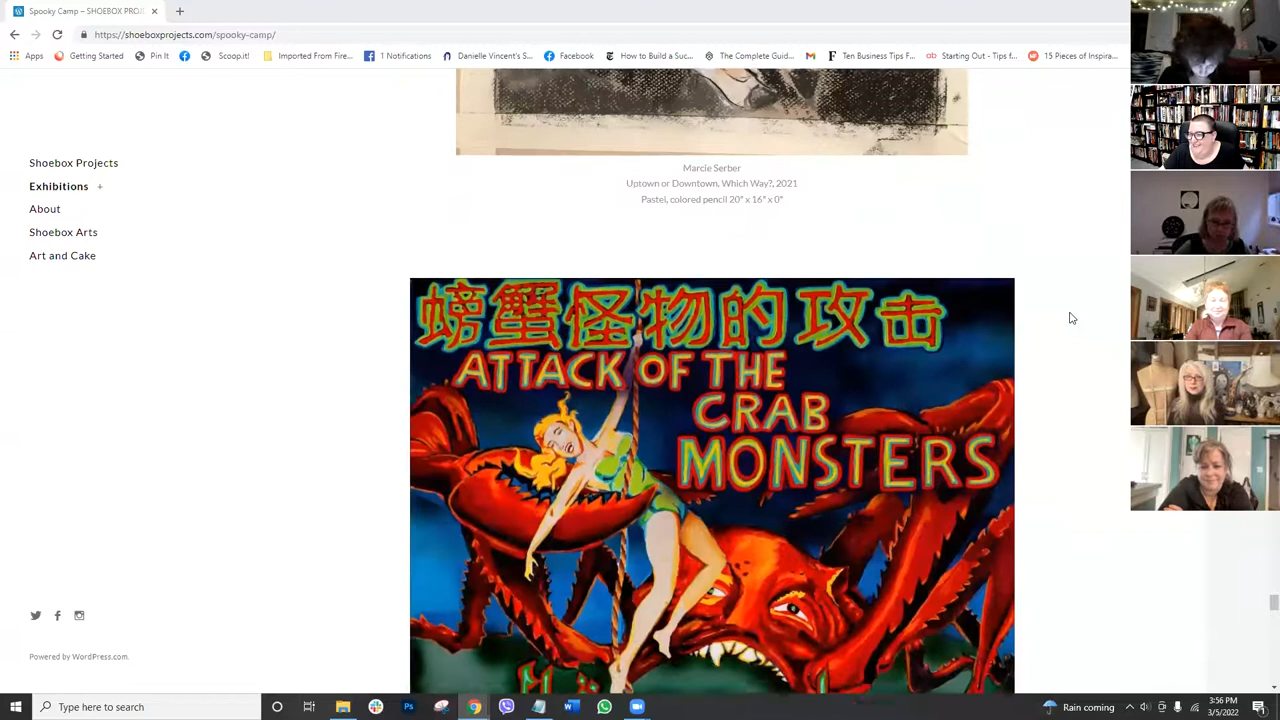 Spooky Camp – SHOEBOX PROJ
https://shoeboxprojects.com/spooky-camp/
Apps
Getting Started
Pin It
Scoop.it!
Imported From Fire...
1 Notifications
Danielle Vincent's S...
Facebook
How to Build a Suc...
The Complete Guid...
Ten Business Tips F...
Starting Out - Tips f...
15 Pieces of Inspira...
Shoebox Projects
Exhibitions +
About
Shoebox Arts
Art and Cake
Powered by WordPress.com.
Marcie Serber
Uptown or Downtown, Which Way?, 2021
Pastel, colored pencil 20" x 16" x 0"
螃蟹怪物的攻击
ATTACK OF THE
CRAB
MONSTERS
Type here to search
Rain coming
3:56 PM
3/5/2022